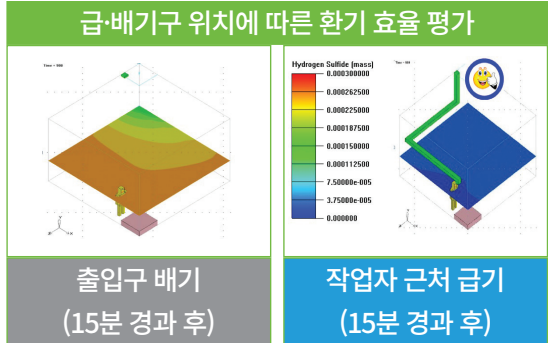 급·배기구 위치에 따른 환기 효율 평가
Hydrogen Sulfide (mass)
0.000300000
0.000262500
0.000225000
0.000187500
0.000150000
0.000112500
7.50000e-005
3.75000e-005
0.000000
출입구 배기
(15분 경과 후)
작업자 근처 급기
(15분 경과 후)